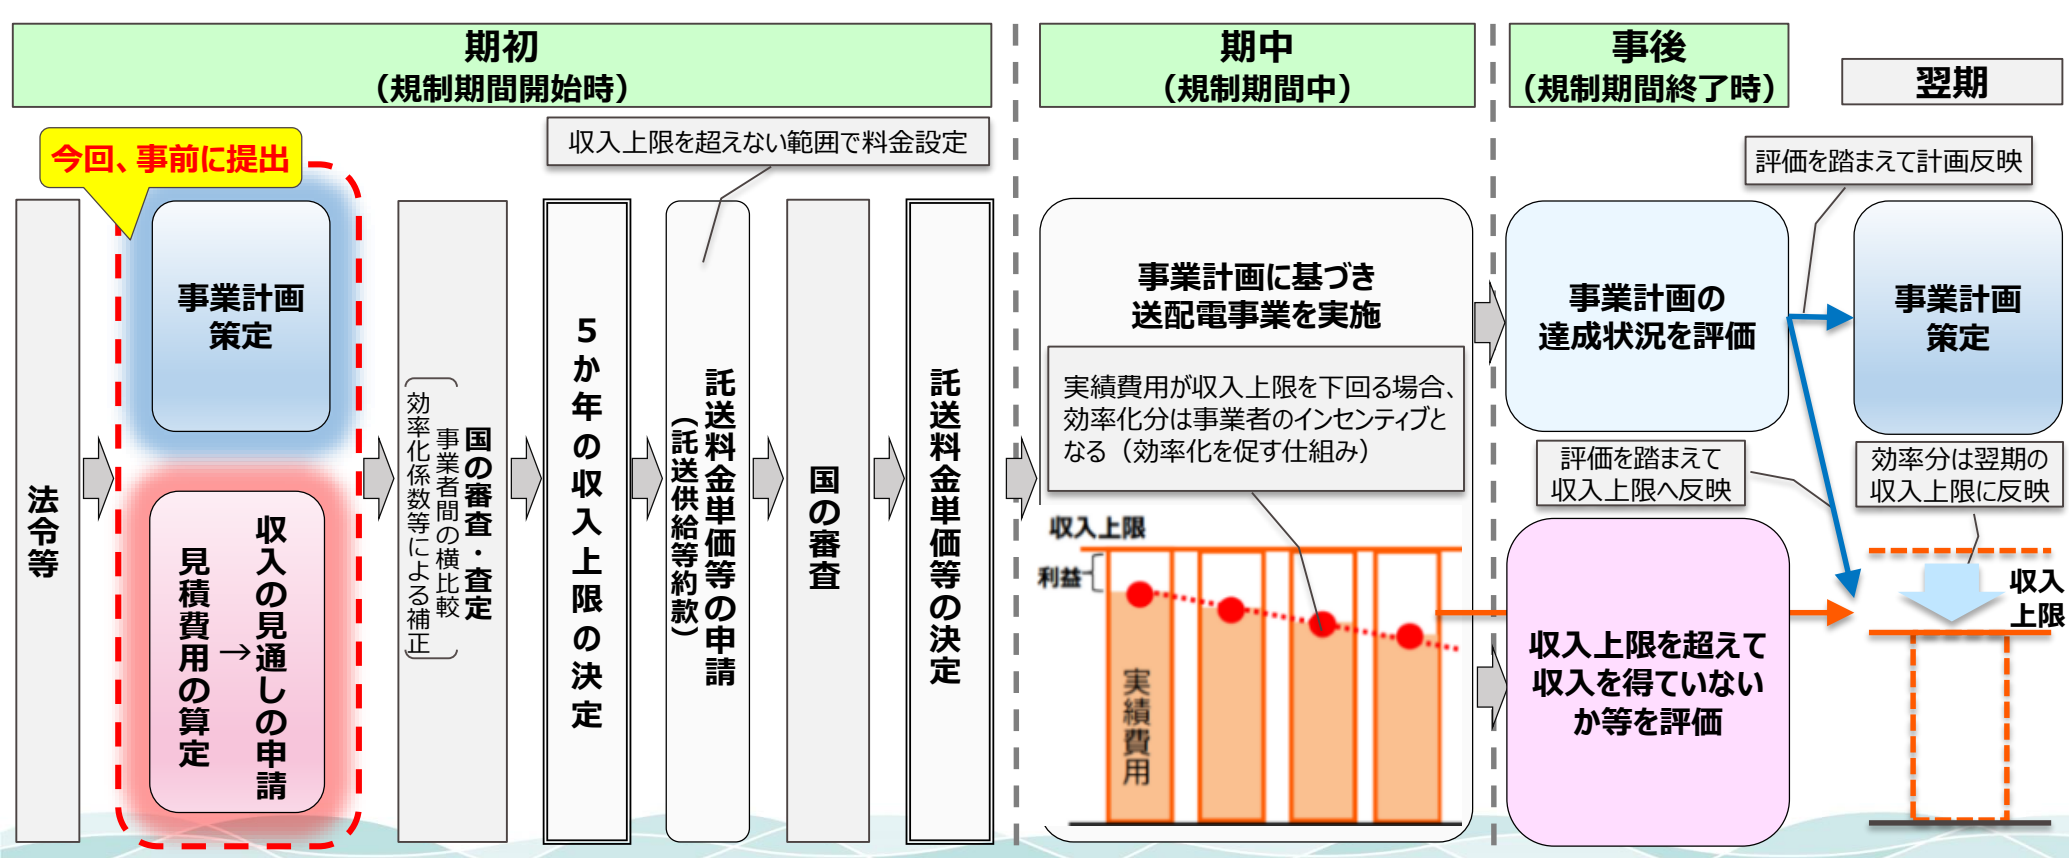 期初
（規制期間開始時）
期中
（規制期間中）
事後
（規制期間終了時）
翌期
今回、事前に提出
収入上限を超えない範囲で料金設定
評価を踏まえて計画反映
法令等
事業計画
策定
収入の見通しの申請
→
見積費用の算定
国の審査・査定
事業者間の横比較
効率化係数等による補正
５か年の収入上限の決定
託送料金単価等の申請
（託送供給等約款）
国の審査
託送料金単価等の決定
事業計画に基づき
送配電事業を実施
実績費用が収入上限を下回る場合、
効率化分は事業者のインセンティブと
なる（効率化を促す仕組み）
収入上限
利益
実績費用
事業計画の
達成状況を評価
評価を踏まえて
収入上限へ反映
収入上限を超えて
収入を得ていない
か等を評価
事業計画
策定
効率分は翌期の
収入上限に反映
収入
上限